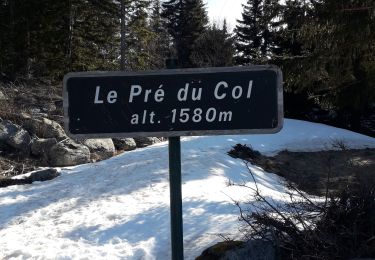 Le Pré du Col
alt. 1580m